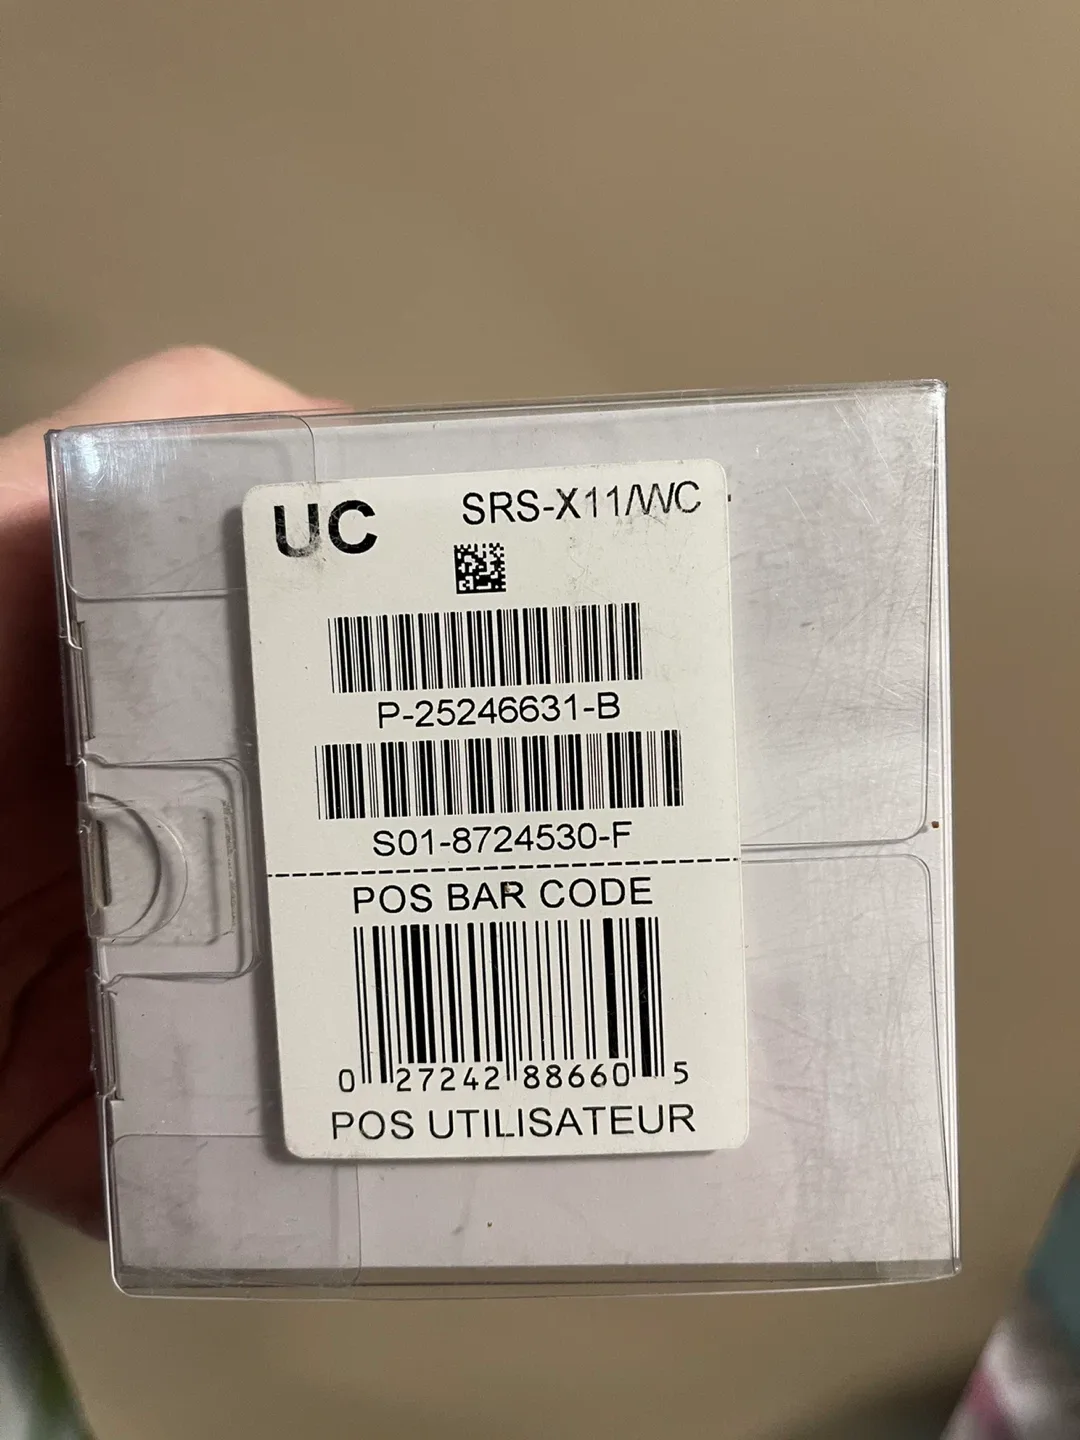 UC SRS-X11/WC
P-25246631-B
S01-8724530-F
POS BAR CODE
0 27242 88660 5
POS UTILISATEUR